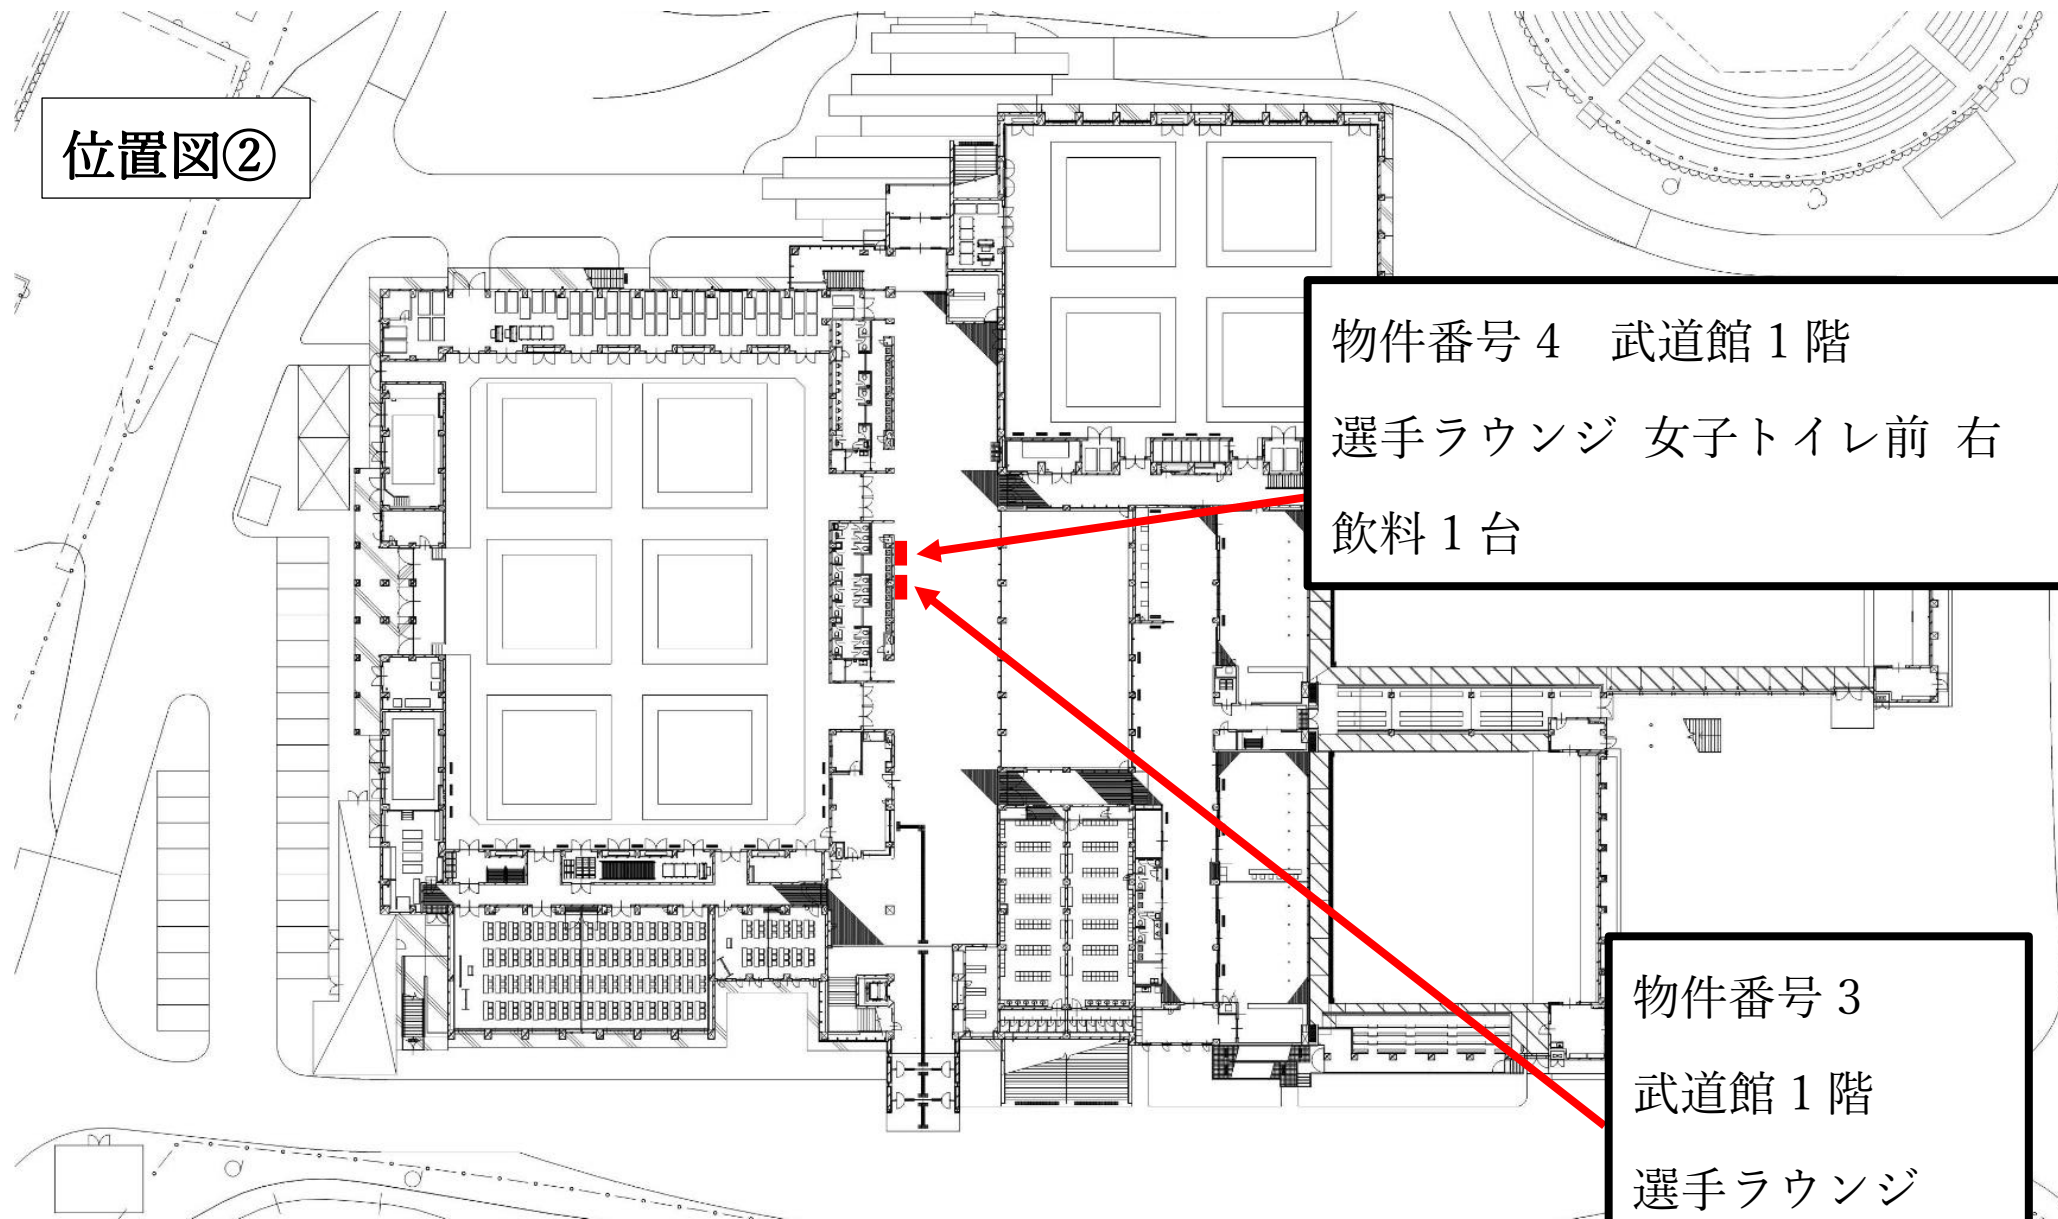 位置図②
物件番号4　武道館1階
選手ラウンジ 女子トイレ前 右
飲料1台
物件番号3
武道館1階
選手ラウンジ